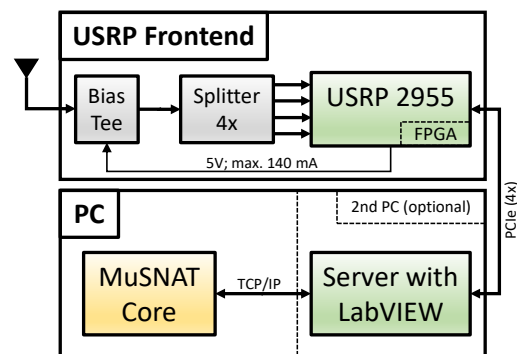 USRP Frontend
Bias
Tee
Splitter
4x
USRP 2955
FPGA
5V; max. 140 mA
PCIe (4x)
PC
2nd PC (optional)
MuSNAT
Core
TCP/IP
Server with
LabVIEW